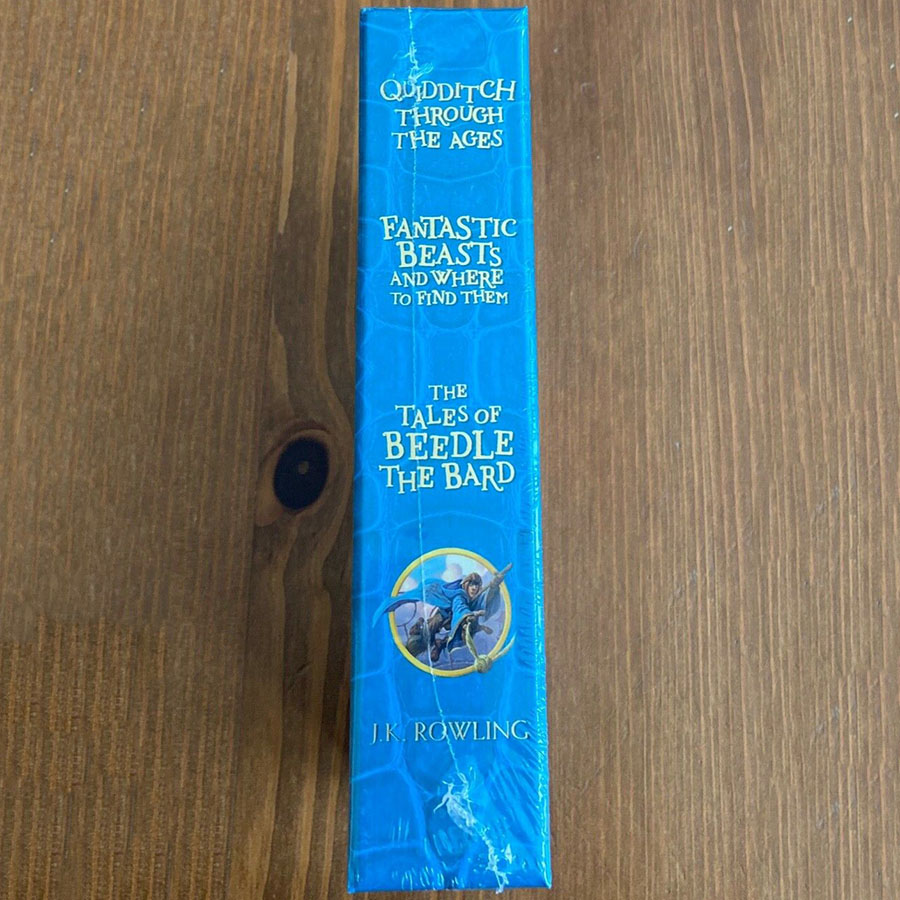 QUIDDITCH
THROUGH
THE AGES
FANTASTIC
BEASTS
AND WHERE
TO FIND THEM
THE
TALES OF
BEEDLE
THE BARD
J.K. ROWLING